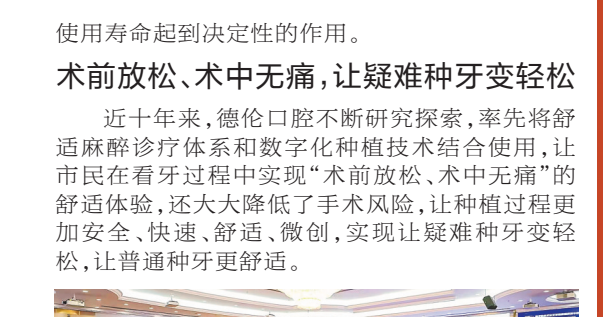 使用寿命起到决定性的作用。
术前放松、术中无痛，让疑难种牙变轻松
近十年来，德伦口腔不断研究探索，率先将舒
适麻醉诊疗体系和数字化种植技术结合使用，让
市民在看牙过程中实现“术前放松、术中无痛”的
舒适体验，还大大降低了手术风险，让种植过程更
加安全、快速、舒适、微创，实现让疑难种牙变轻
松，让普通种牙更舒适。